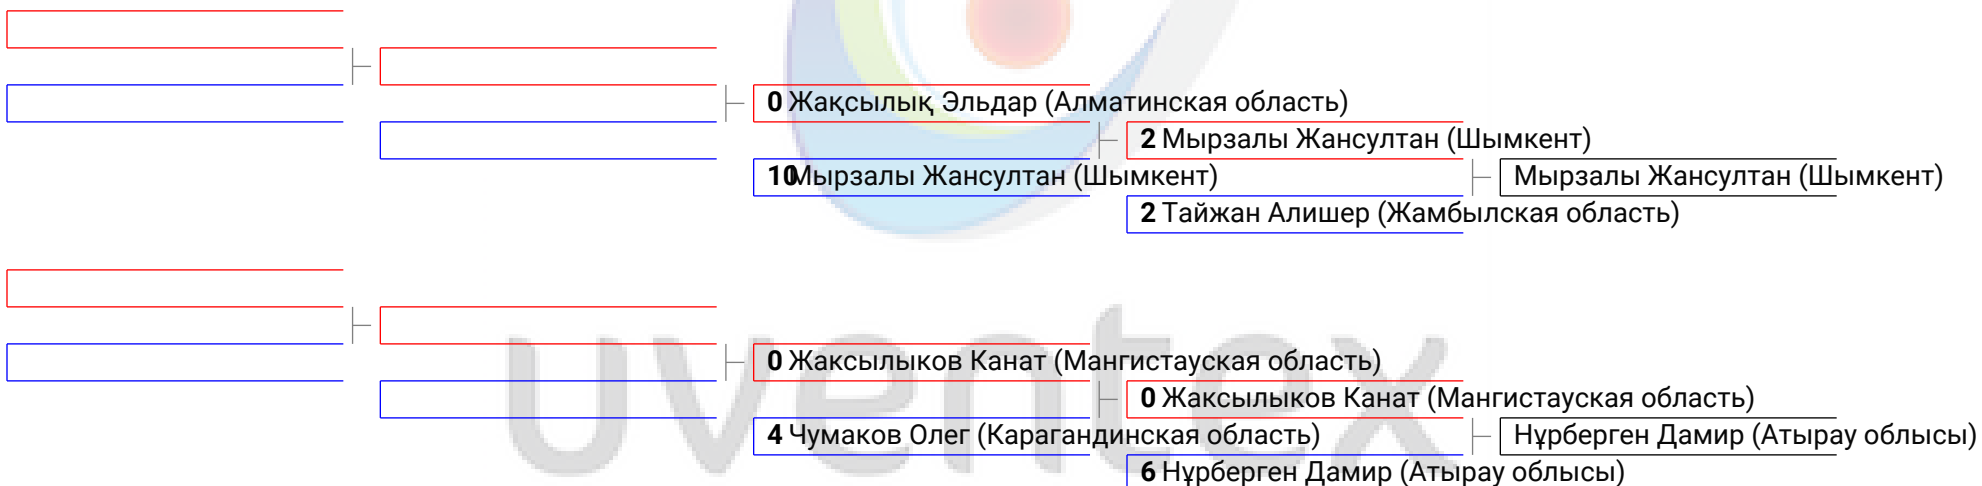 0 Жақсылық Эльдар (Алматинская область)
2 Мырзалы Жансултан (Шымкент)
10 Мырзалы Жансултан (Шымкент)
Мырзалы Жансултан (Шымкент)
2 Тайжан Алишер (Жамбылская область)
uventex
0 Жаксылыков Канат (Мангистауская область)
0 Жаксылыков Канат (Мангистауская область)
4 Чумаков Олег (Карагандинская область)
Нұрберген Дамир (Атырау облысы)
6 Нұрберген Дамир (Атырау облысы)